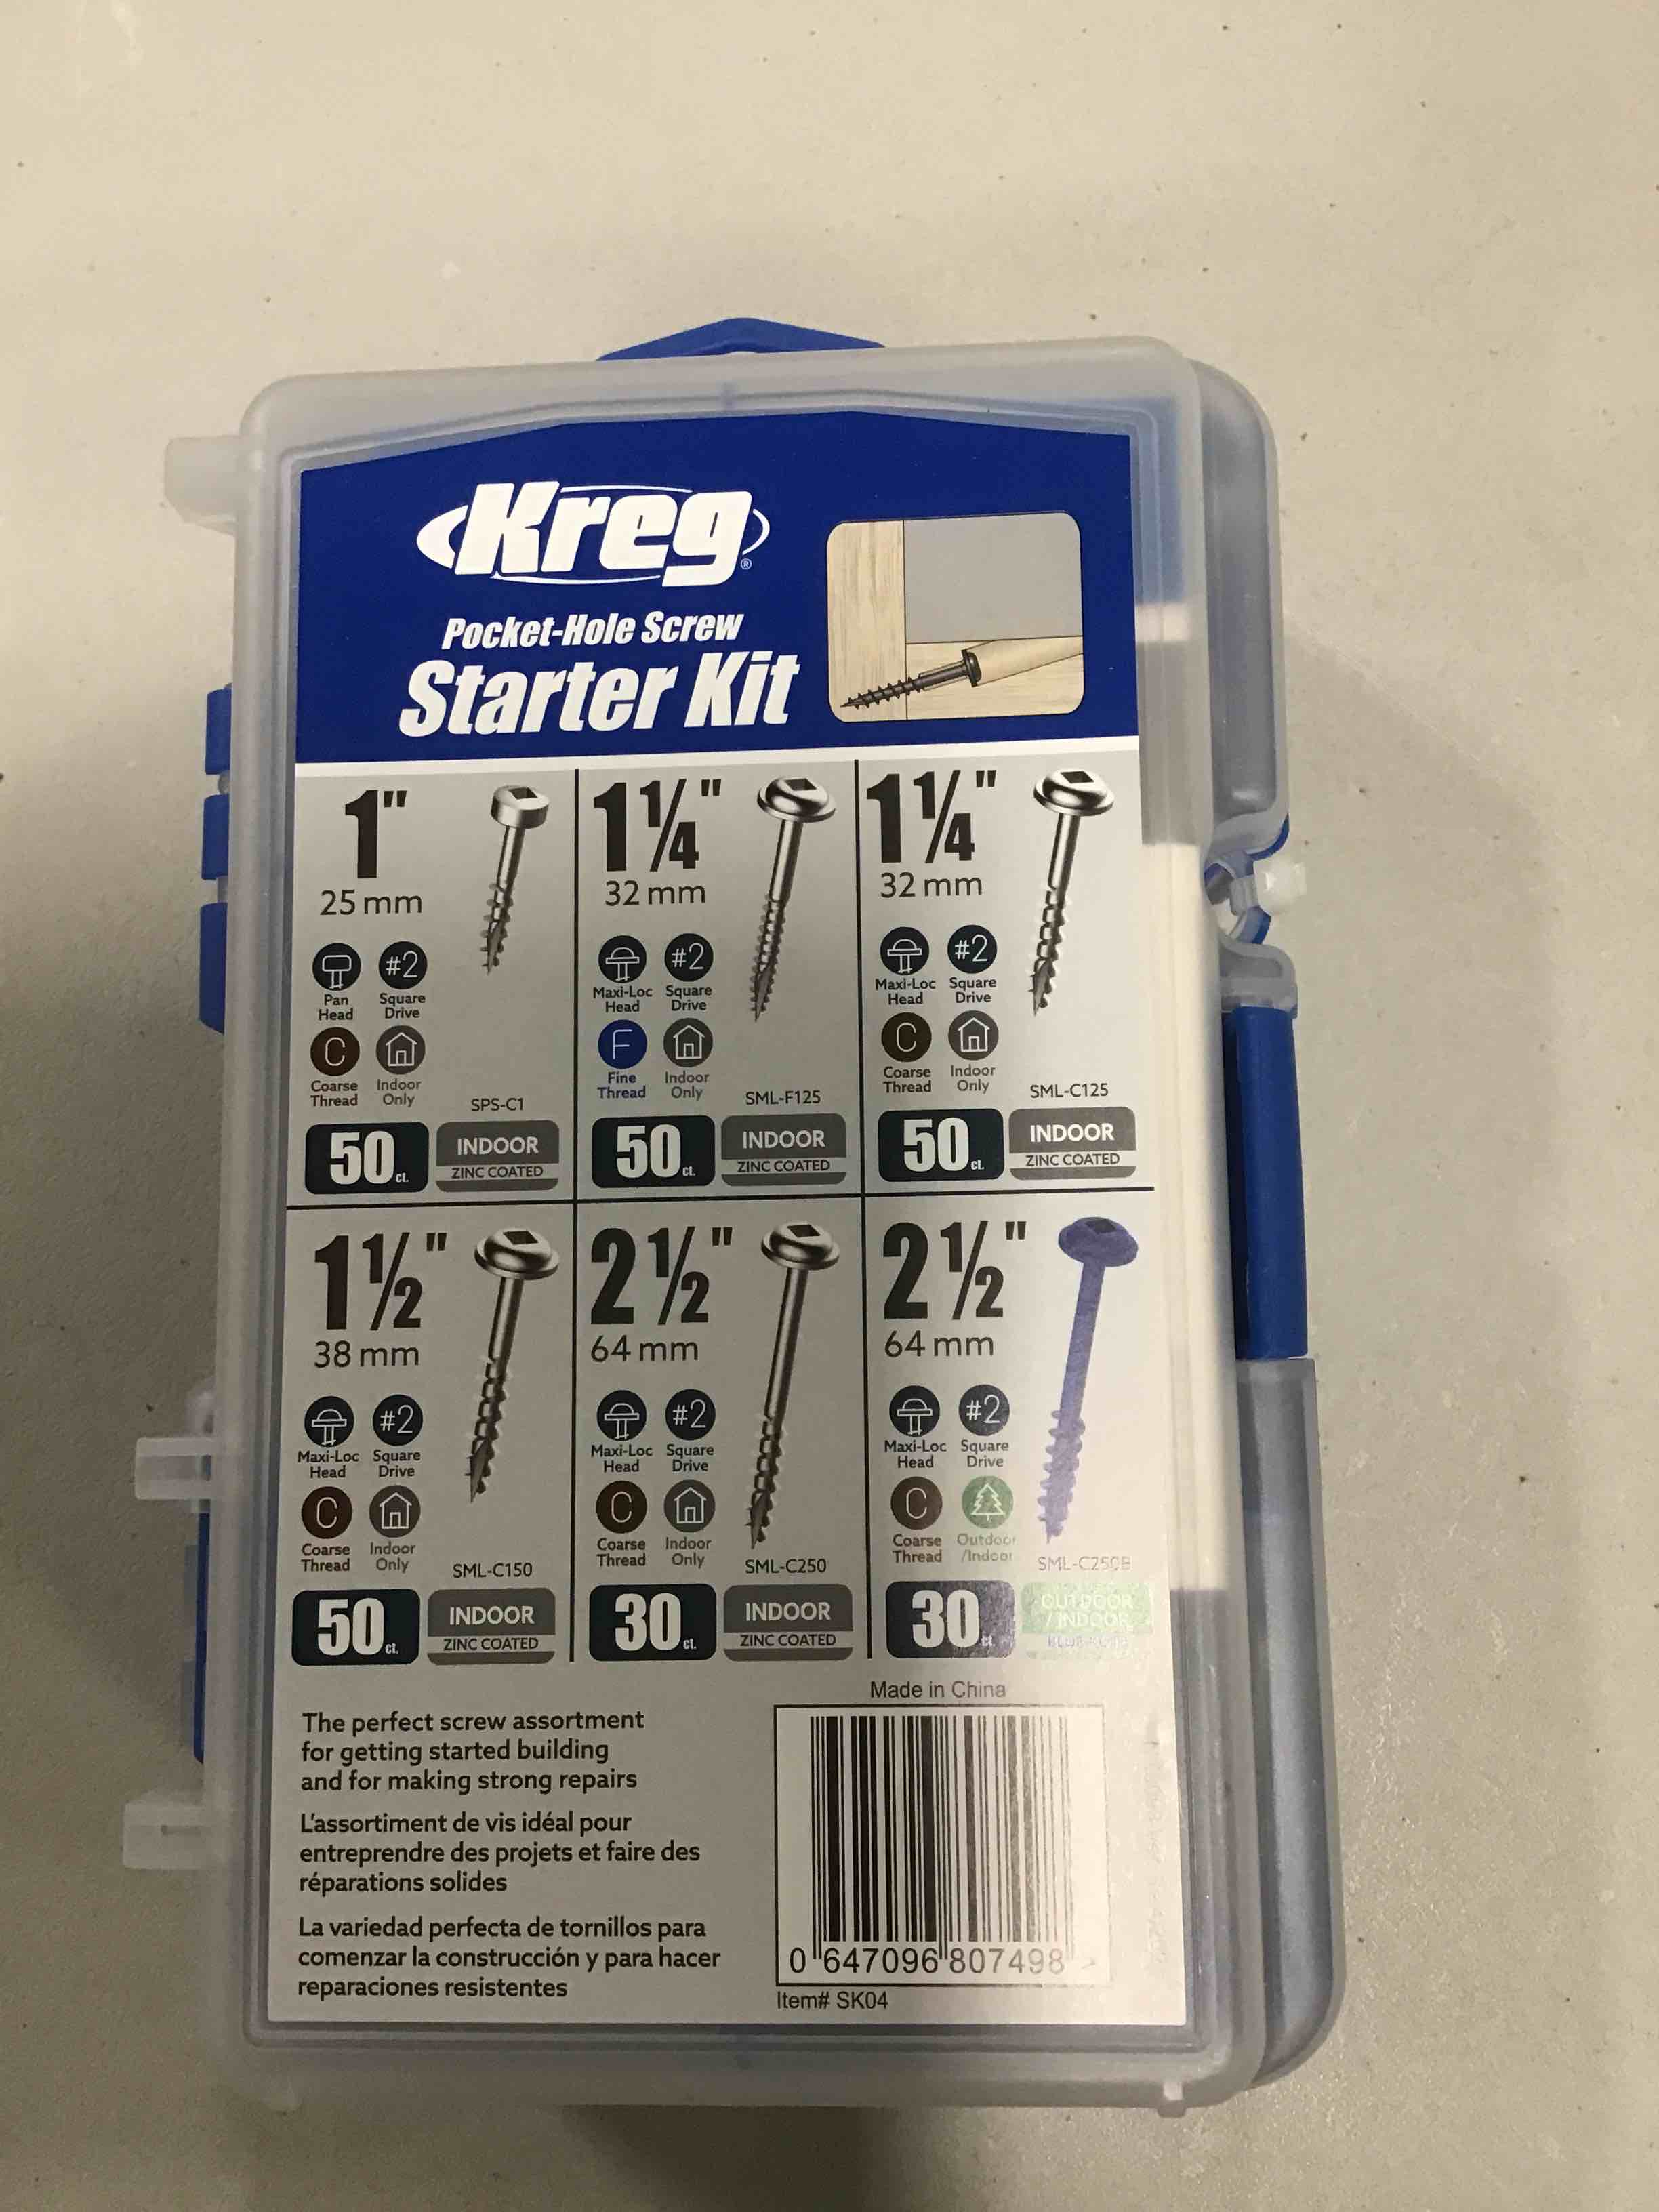 Kreg®
Pocket-Hole Screw
Starter Kit
1"
25 mm
Pan Head
#2
Square Drive
C
Coarse Thread
Indoor Only
SPS-C1
50 ct.
INDOOR
ZINC COATED
1¼"
32 mm
Maxi-Loc Head
#2
Square Drive
F
Fine Thread
Indoor Only
SML-F125
50 ct.
INDOOR
ZINC COATED
1¼"
32 mm
Maxi-Loc Head
#2
Square Drive
C
Coarse Thread
Indoor Only
SML-C125
50 ct.
INDOOR
ZINC COATED
1½"
38 mm
Maxi-Loc Head
#2
Square Drive
C
Coarse Thread
Indoor Only
SML-C150
50 ct.
INDOOR
ZINC COATED
2½"
64 mm
Maxi-Loc Head
#2
Square Drive
C
Coarse Thread
Indoor Only
SML-C250
30 ct.
INDOOR
ZINC COATED
2½"
64 mm
Maxi-Loc Head
#2
Square Drive
C
Coarse Thread
Outdoor /Indoor
SML-C250B
30 ct.
OUTDOOR
/ INDOOR
Made in China
The perfect screw assortment
for getting started building
and for making strong repairs
L'assortiment de vis idéal pour
entreprendre des projets et faire des
réparations solides
La variedad perfecta de tornillos para
comenzar la construcción y para hacer
reparaciones resistentes
0 647096 807498
Item# SK04